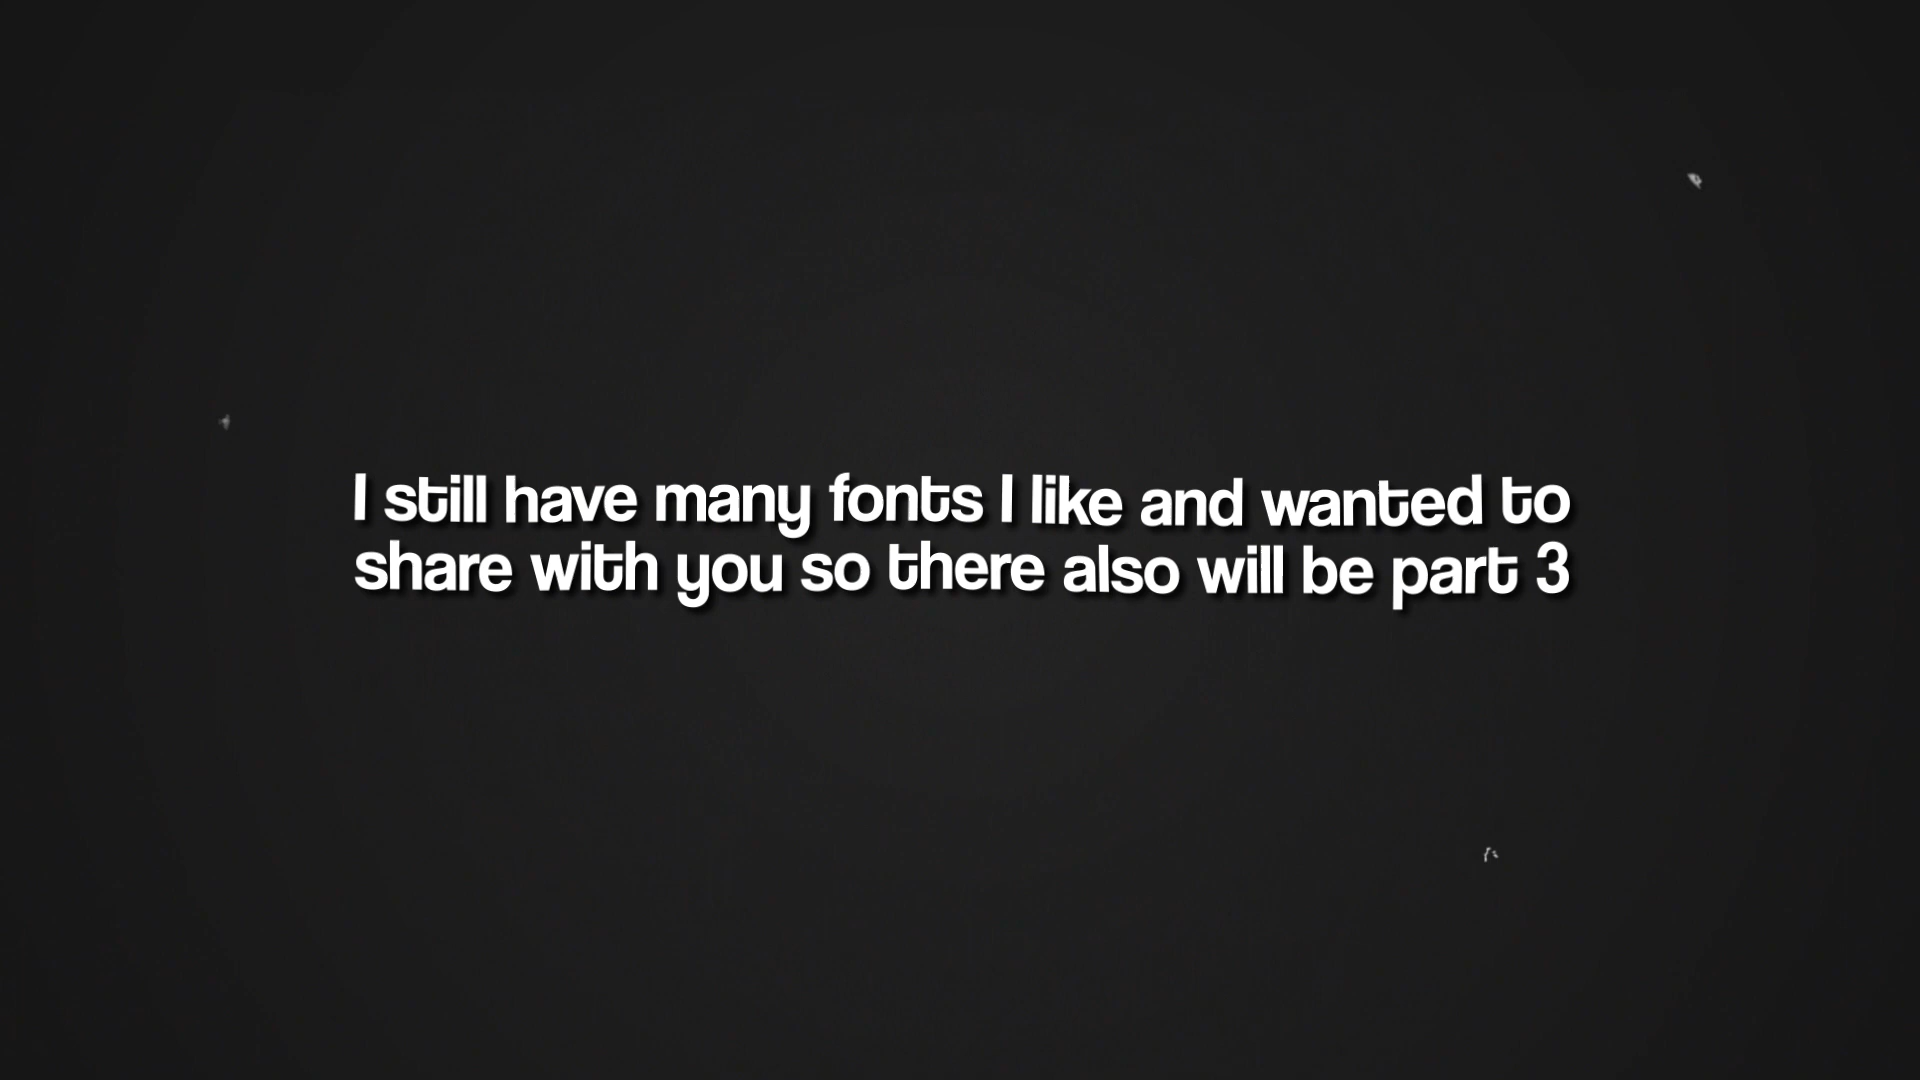 I still have many fonts I like and wanted to
share with you so there also will be part 3